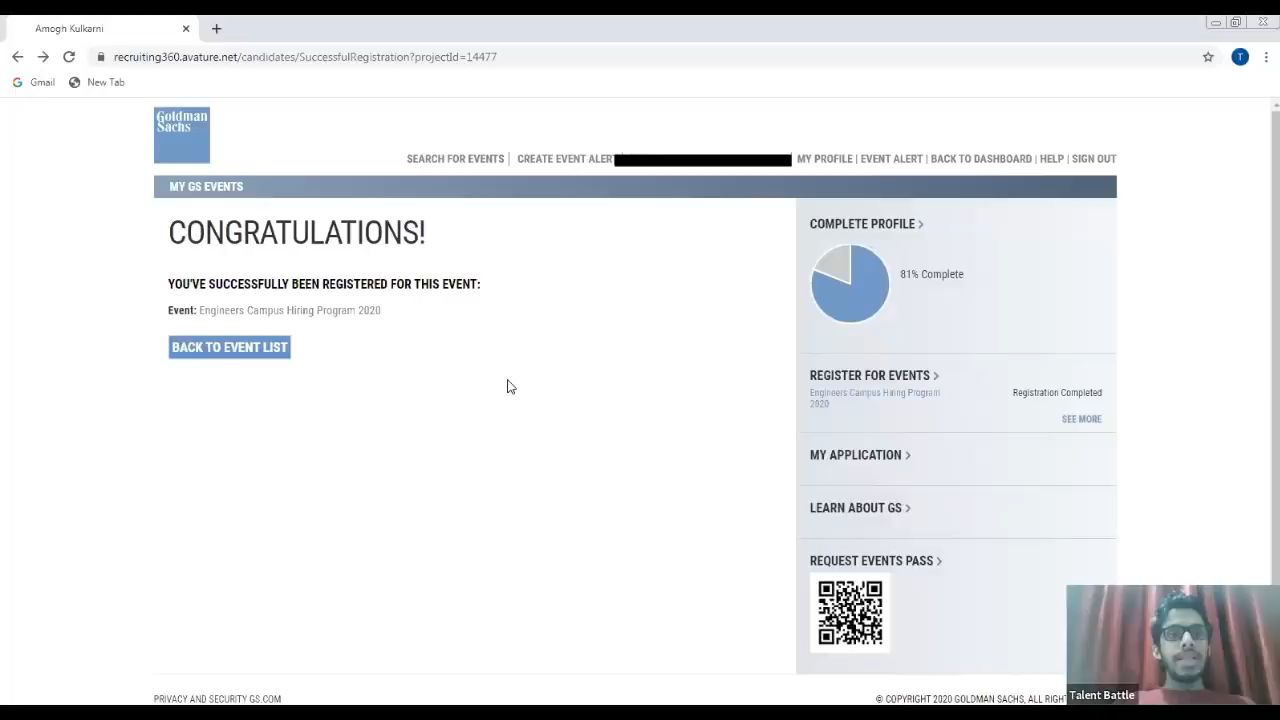 Amogh Kulkarni
recruiting360.avature.net/candidates/SuccessfulRegistration?projectId=14477
T
G Gmail New Tab
Goldman
Sachs
SEARCH FOR EVENTS | CREATE EVENT ALERT | MY PROFILE | EVENT ALERT | BACK TO DASHBOARD | HELP | SIGN OUT
MY GS EVENTS
CONGRATULATIONS!
YOU'VE SUCCESSFULLY BEEN REGISTERED FOR THIS EVENT:
Event: Engineers Campus Hiring Program 2020
BACK TO EVENT LIST
COMPLETE PROFILE >
81% Complete
REGISTER FOR EVENTS >
Engineers Campus Hiring Program 2020 Registration Completed
SEE MORE
MY APPLICATION >
LEARN ABOUT GS >
REQUEST EVENTS PASS >
Talent Battle
PRIVACY AND SECURITY GS.COM
© COPYRIGHT 2020 GOLDMAN SACHS, ALL RIGH